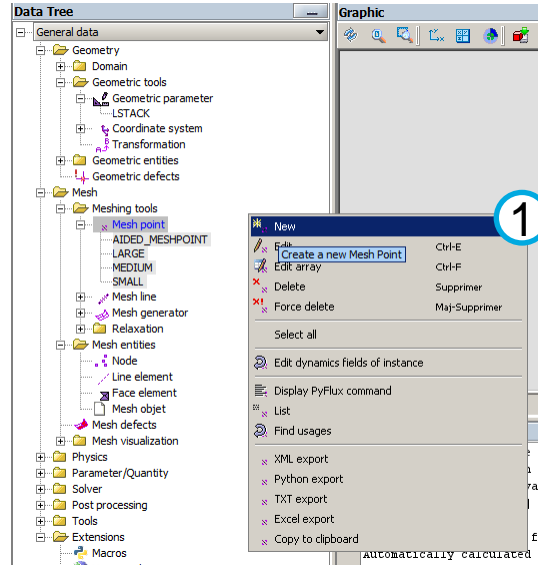 Data Tree
General data
Geometry
Domain
Geometric tools
Geometric parameter
LSTACK
Coordinate system
Transformation
Geometric entities
Geometric defects
Mesh
Meshing tools
Mesh point
AIDED_MESHPOINT
LARGE
MEDIUM
SMALL
Mesh line
Mesh generator
Relaxation
Mesh entities
Node
Line element
Face element
Mesh objet
Mesh defects
Mesh visualization
Physics
Parameter/Quantity
Solver
Post processing
Tools
Extensions
Macros
Graphic
1
New
Edit Ctrl-E
Create a new Mesh Point
Edit array Ctrl-F
Delete Supprimer
Force delete Maj-Supprimer
Select all
Edit dynamics fields of instance
Display PyFlux command
List
Find usages
XML export
Python export
TXT export
Excel export
Copy to clipboard
Automatically calculated